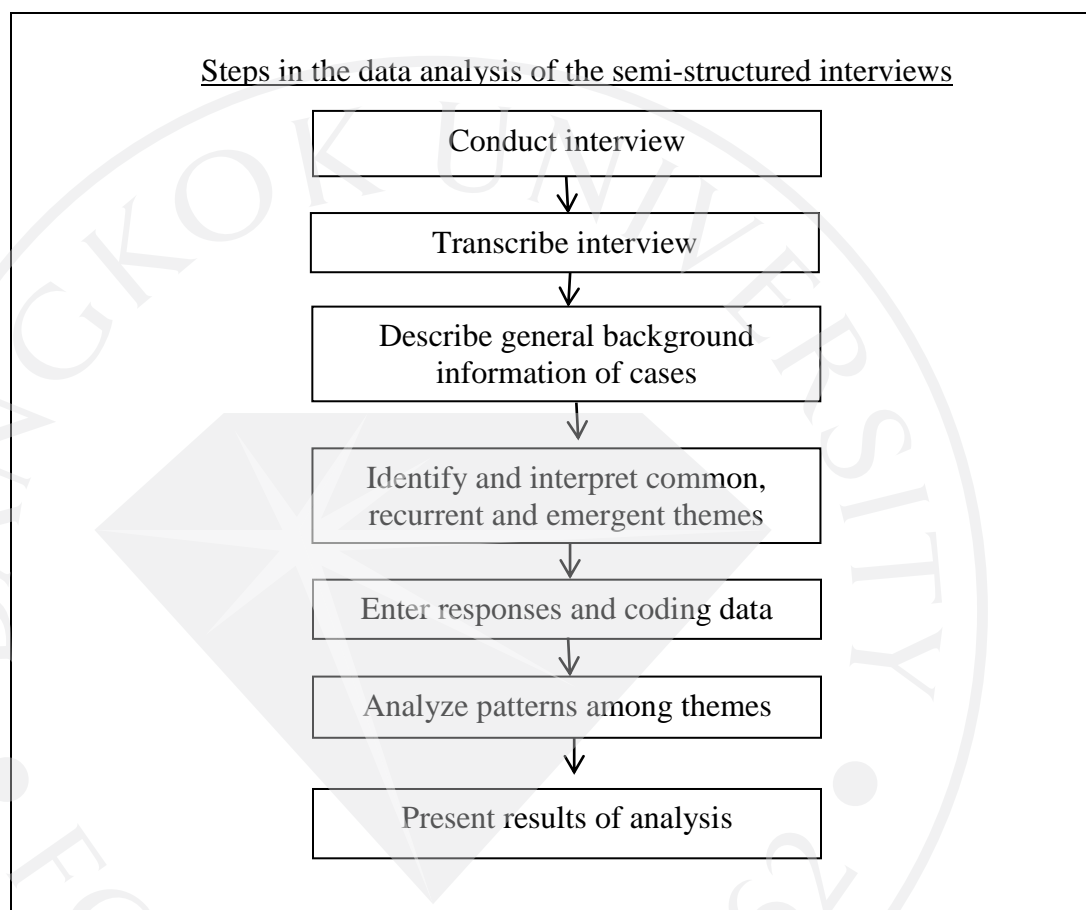 Steps in the data analysis of the semi-structured interviews
Conduct interview
Transcribe interview
Describe general background
information of cases
Identify and interpret common,
recurrent and emergent themes
Enter responses and coding data
Analyze patterns among themes
Present results of analysis
NGKOK UNIVERSITY